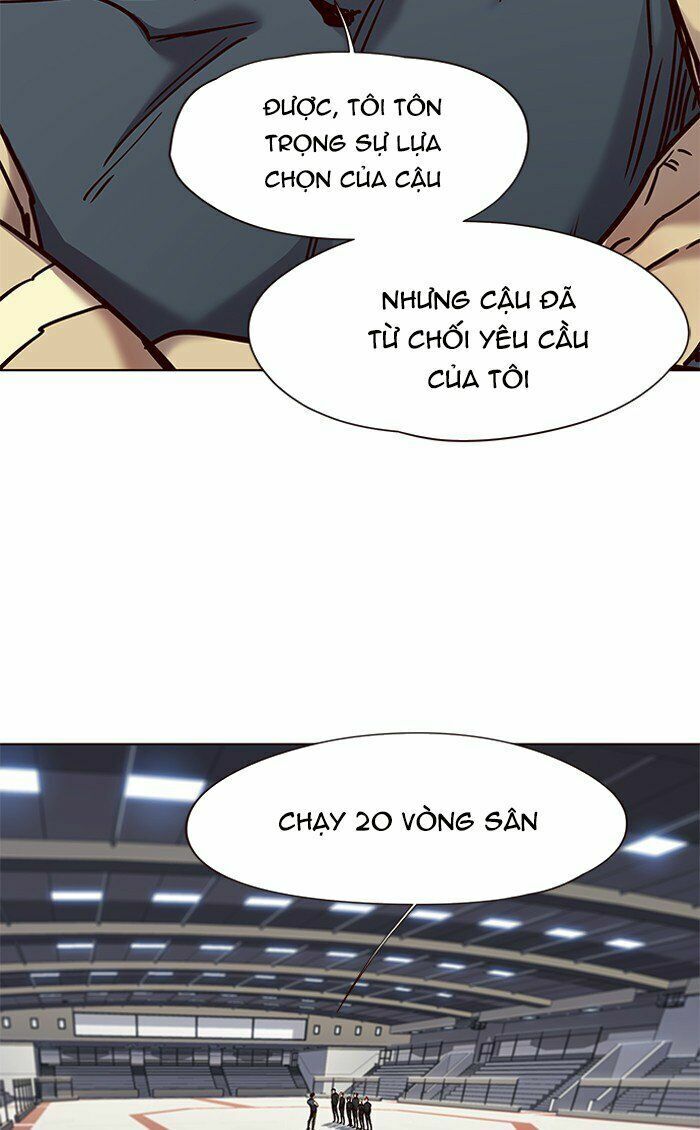 ĐƯỢC, TÔI TÔN
TRỌNG SỰ LỰA
CHỌN CỦA CẬU
NHƯNG CẬU ĐÃ
TỪ CHỐI YÊU CẦU
CỦA TÔI
CHẠY 20 VÒNG SÂN